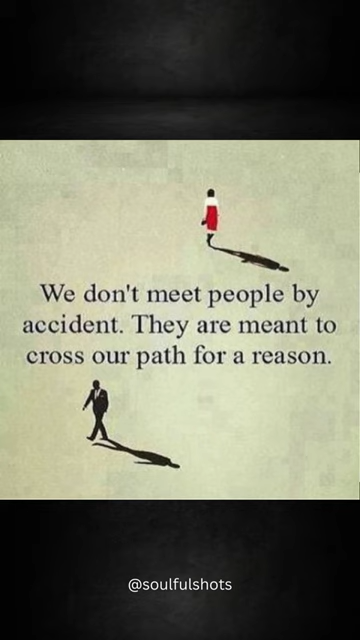 We don't meet people by
accident. They are meant to
cross our path for a reason.
@soulfulshots